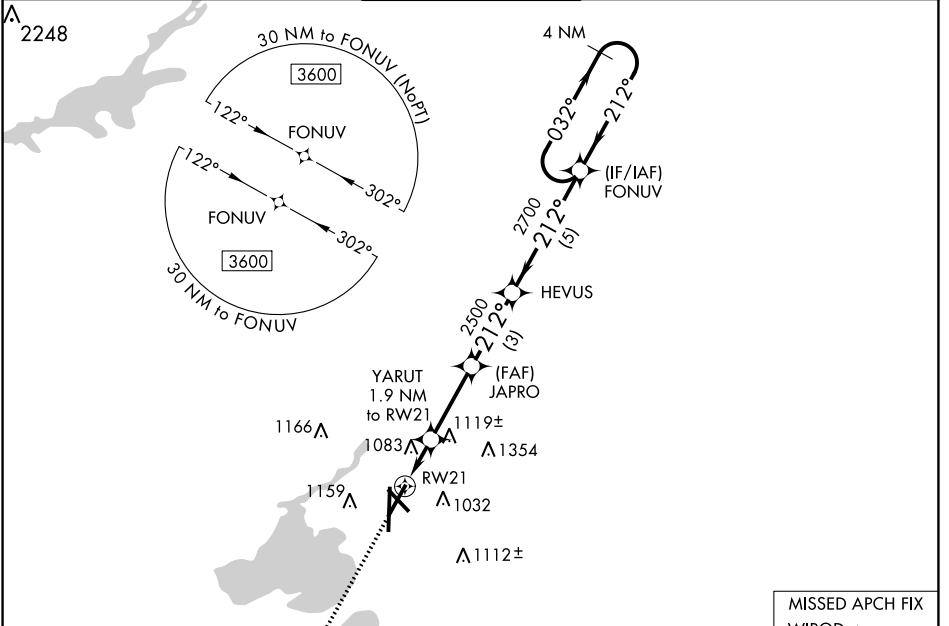 2248
30 NM to FONUV (NoPT)
3600
122°
FONUV
302°
122°
FONUV
302°
3600
30 NM to FONUV
4 NM
032°
212°
(IF/IAF)
FONUV
2700
212°
(5)
HEVUS
2500
212°
(3)
(FAF)
JAPRO
YARUT
1.9 NM
to RW21
1166
1083
1119±
1354
RW21
1159
1032
1112±
MISSED APCH FIX